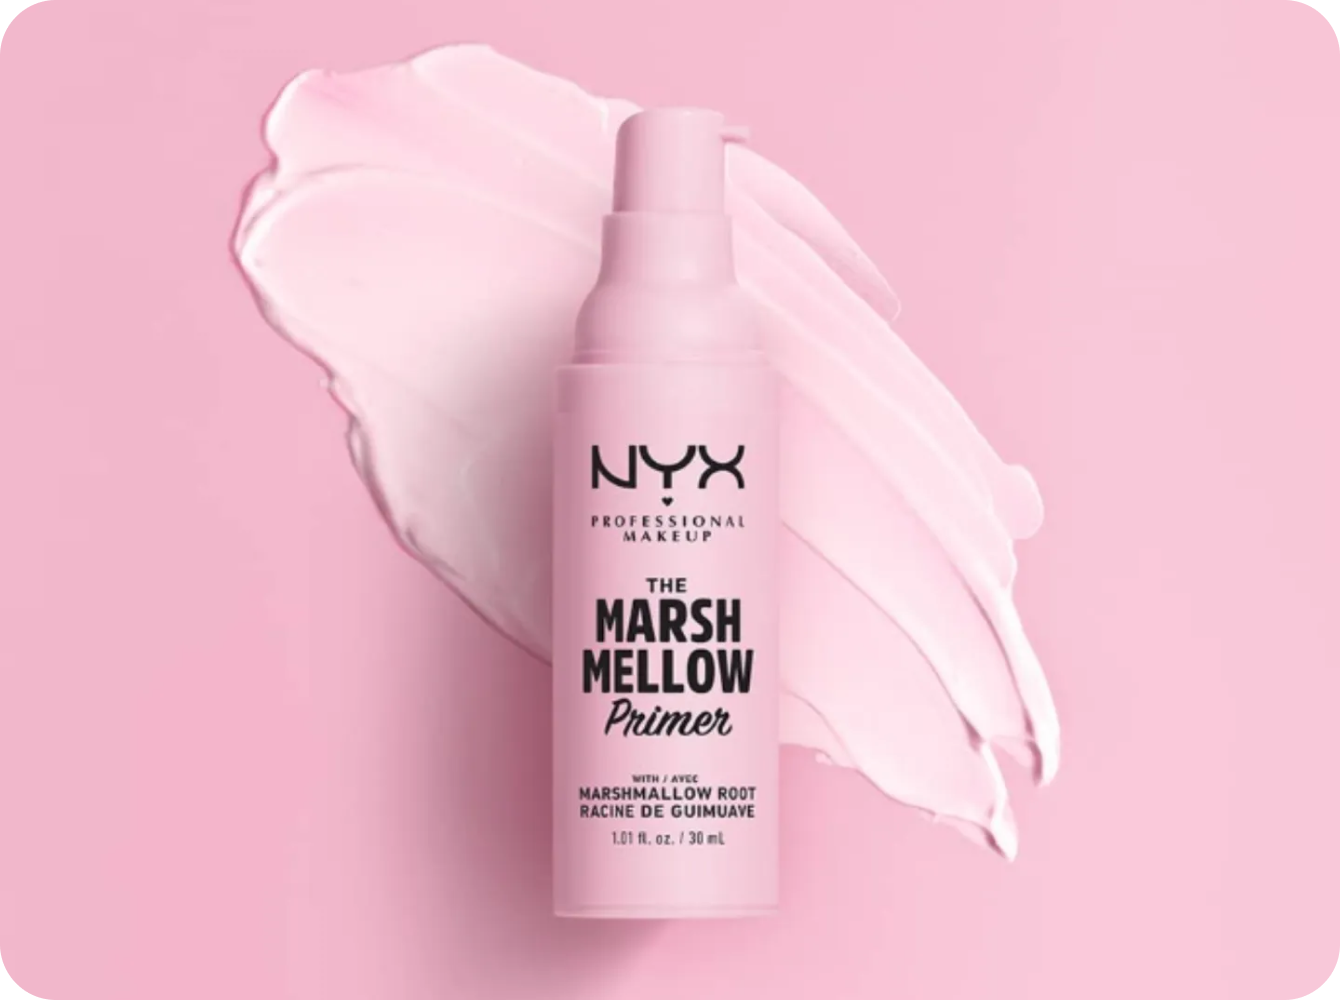 NYX
PROFESSIONAL
MAKEUP
THE
MARSH
MELLOW
Primer
WITH / AVEC
MARSHMALLOW ROOT
RACINE DE GUIMUAVE
1.01 fl. oz. / 30 mL